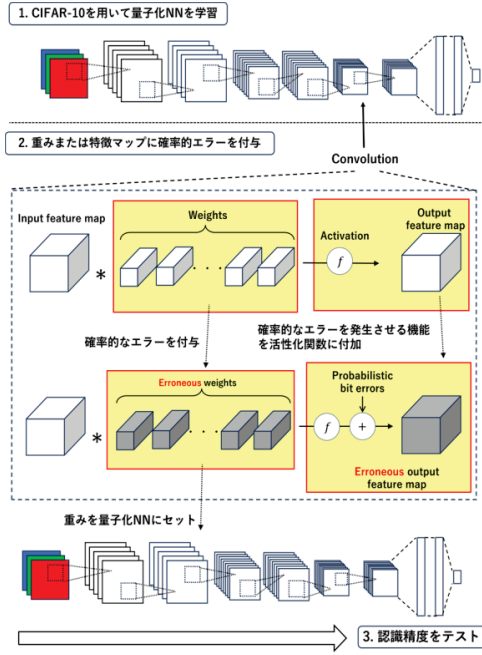 1. CIFAR-10を用いて量子化NNを学習
2. 重みまたは特徴マップに確率的エラーを付与
Convolution
Input feature map
Weights
Activation
Output
feature map
*
f
確率的なエラーを付与
確率的なエラーを発生させる機能
を活性化関数に付加
Erroneous weights
Probabilistic
bit errors
*
f
+
Erroneous output
feature map
重みを量子化NNにセット
3. 認識精度をテスト